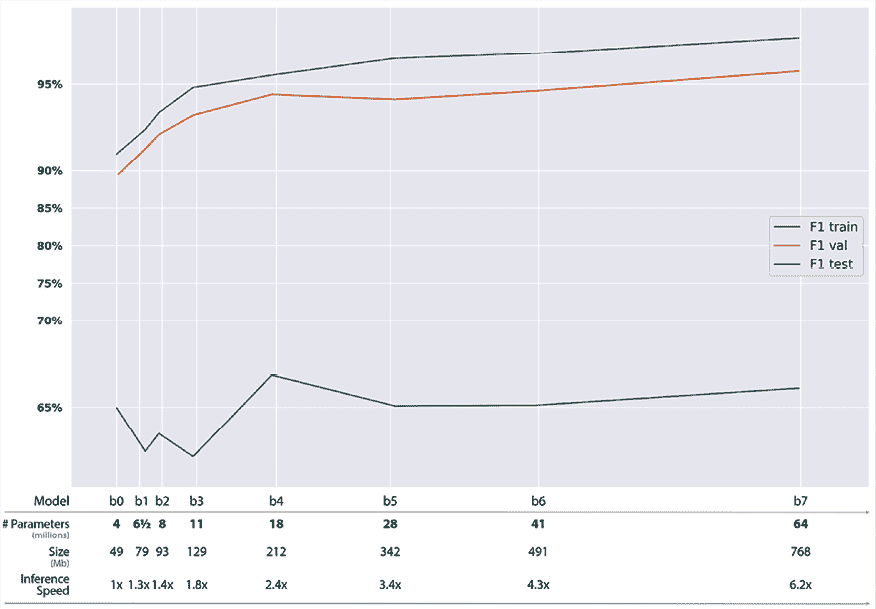 95%
90%
85%
80%
75%
70%
65%
F1 train
F1 val
F1 test
Model b0 b1 b2 b3 b4 b5 b6 b7
# Parameters 4 6½ 8 11 18 28 41 64
(millions)
Size 49 79 93 129 212 342 491 768
(Mb)
Inference Speed 1x 1.3x 1.4x 1.8x 2.4x 3.4x 4.3x 6.2x